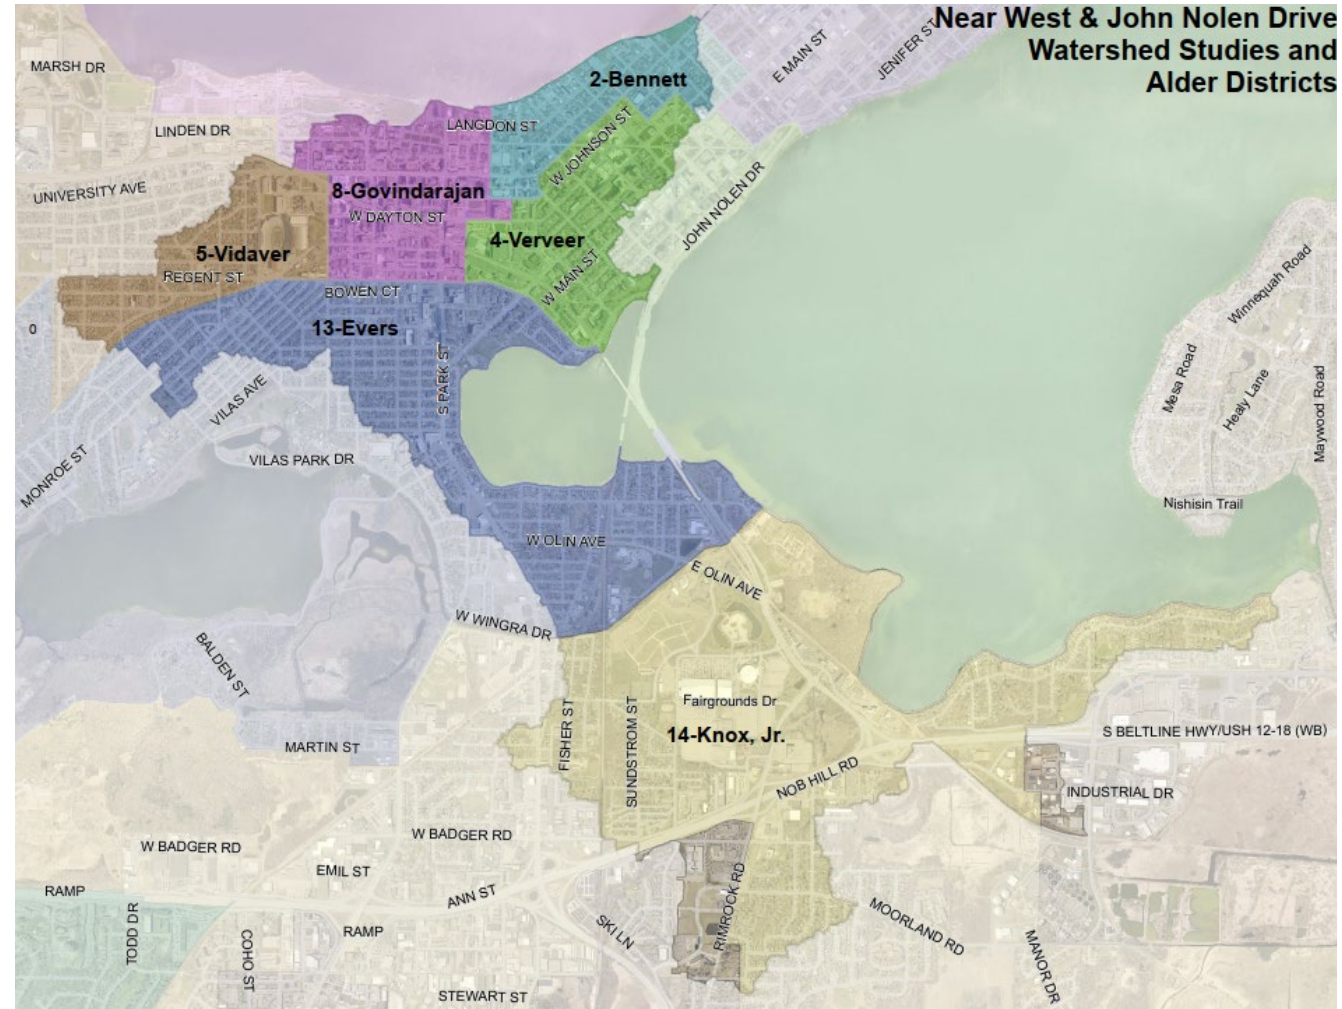 Near West & John Nolen Drive
Watershed Studies and
Alder Districts
MARSH DR
E MAIN ST
JENIFER ST
2-Bennett
LINDEN DR
LANGDON ST
W JOHNSON ST
UNIVERSITY AVE
8-Govindarajan
W DAYTON ST
JOHN NOLEN DR
5-Vidaver
4-Verveer
REGENT ST
W MAIN ST
BOWEN CT
Winnequah Road
0
13-Evers
S PARK ST
Mesa Road
Healy Lane
Maywood Road
VILAS AVE
MONROE ST
VILAS PARK DR
Nishisin Trail
W OLIN AVE
E OLIN AVE
W WINGRA DR
BALDEN ST
Fairgrounds Dr
FISHER ST
SUNDSTROM ST
14-Knox, Jr.
S BELTLINE HWY/USH 12-18 (WB)
MARTIN ST
NOB HILL RD
INDUSTRIAL DR
W BADGER RD
W BADGER RD
EMIL ST
RAMP
ANN ST
RIMROCK RD
TODD DR
COHO ST
RAMP
SKI LN
MOORLAND RD
MANOR DR
STEWART ST